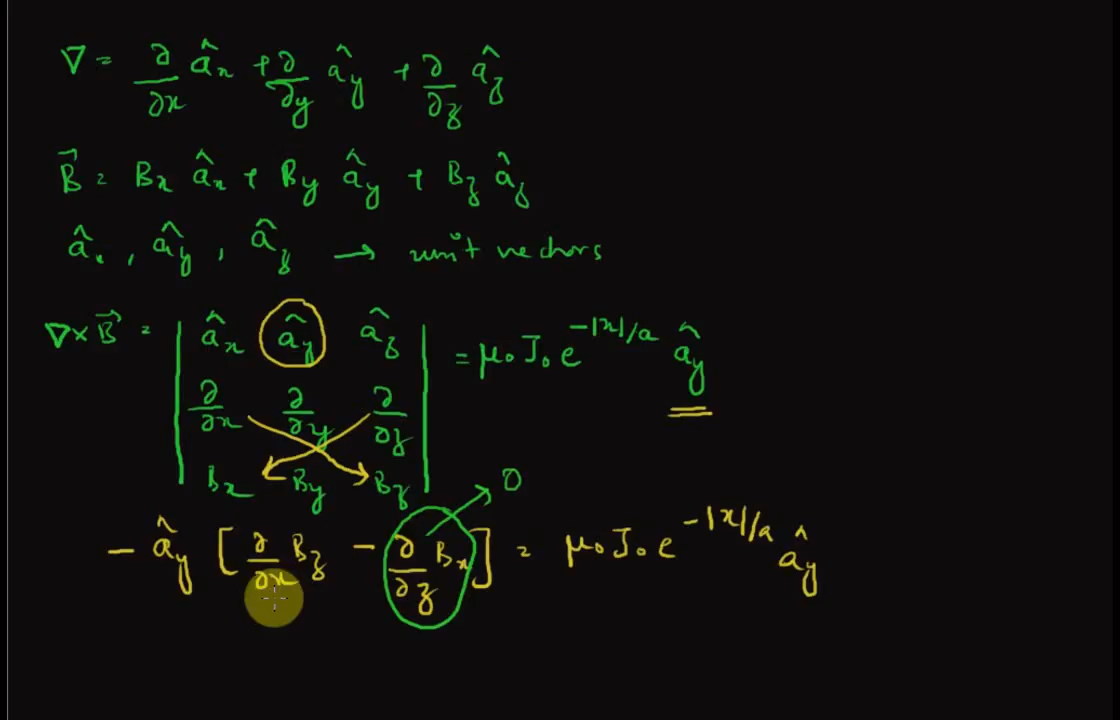 ∇ = ∂/∂x âx + ∂/∂y ây + ∂/∂z âz
B⃗ = Bx âx + By ây + Bz âz
âx, ây, âz → unit vectors
∇×B⃗ = | âx ây âz | = μ₀ J₀ e^(-|x|/a) ây
∂/∂x ∂/∂y ∂/∂z
Bx By Bz 0
- ây [ ∂/∂x Bz - ∂/∂z Bx ] = μ₀ J₀ e^(-|x|/a) ây